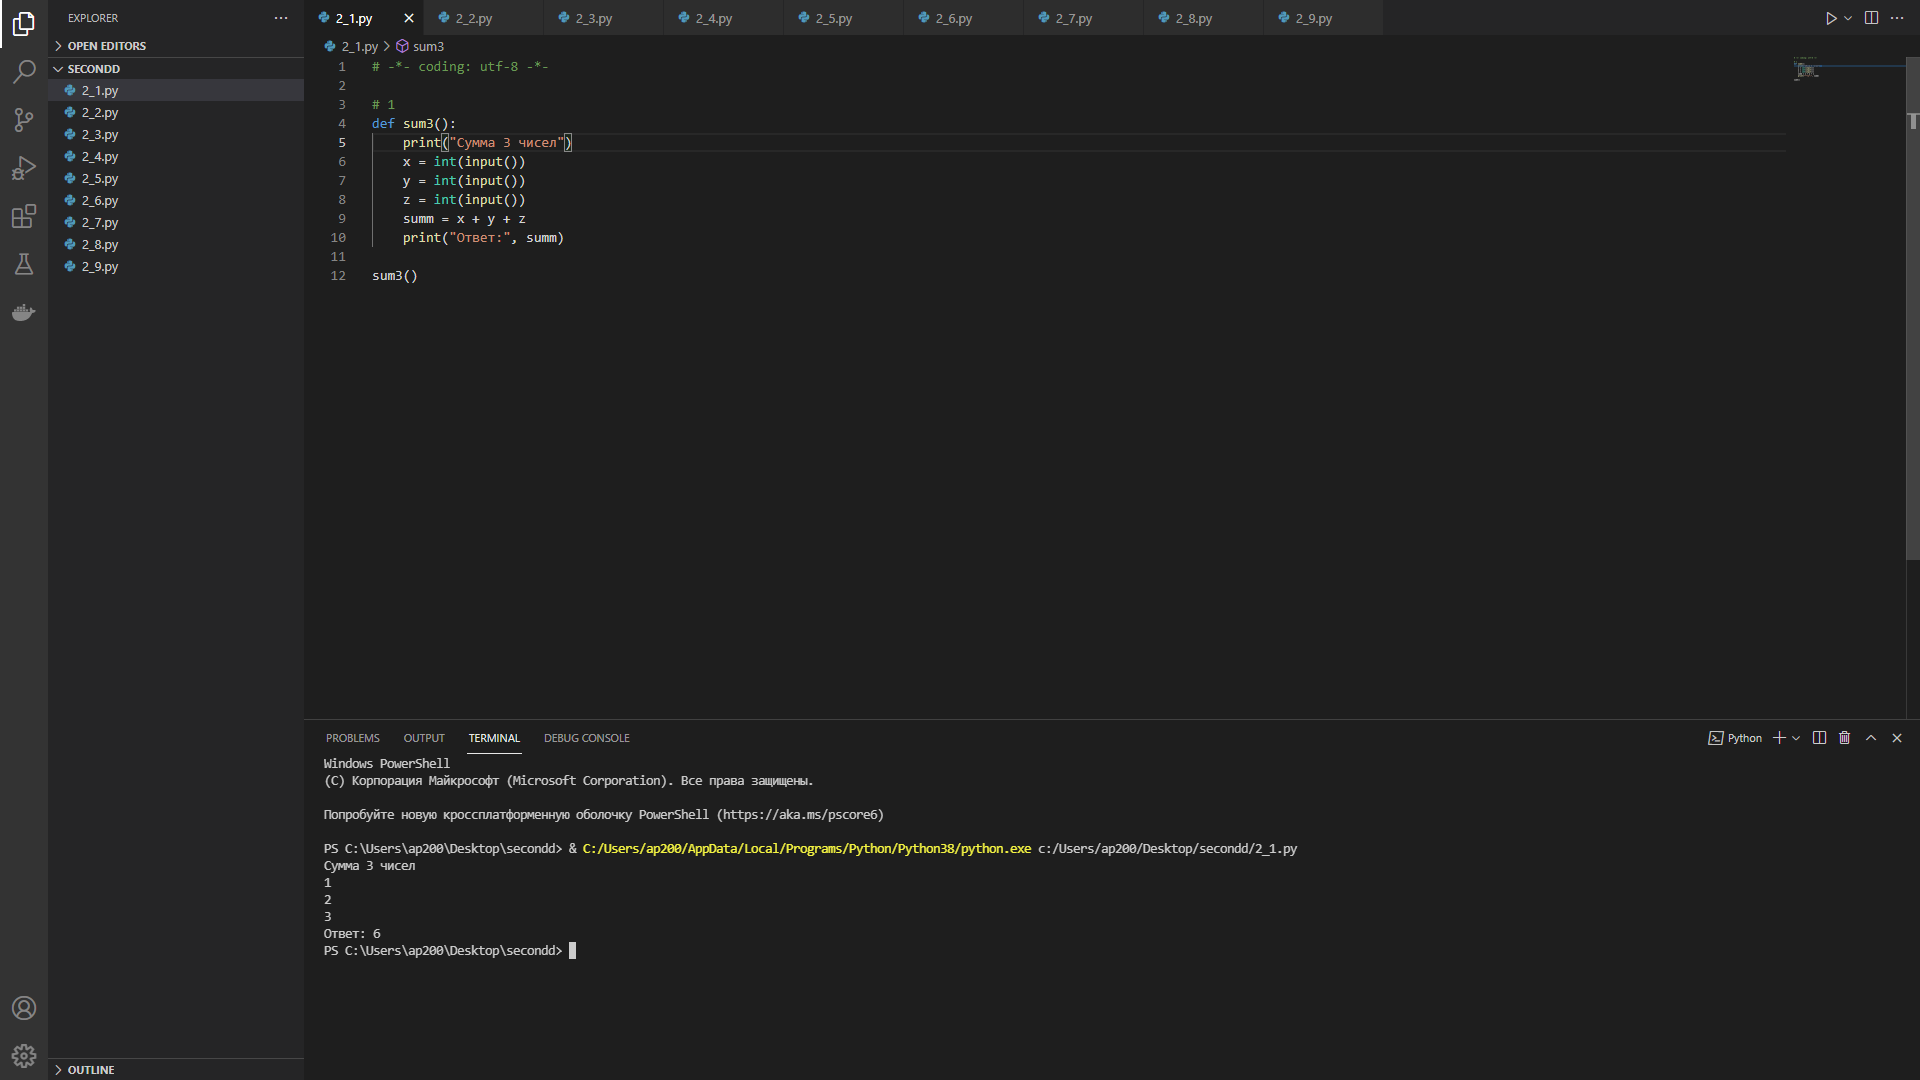 EXPLORER
OPEN EDITORS
SECONDD
2_1.py
2_2.py
2_3.py
2_4.py
2_5.py
2_6.py
2_7.py
2_8.py
2_9.py
OUTLINE
2_1.py 2_2.py 2_3.py 2_4.py 2_5.py 2_6.py 2_7.py 2_8.py 2_9.py
2_1.py > sum3
1 # -*- coding: utf-8 -*-
2
3 # 1
4 def sum3():
5 print("Сумма 3 чисел")
6 x = int(input())
7 y = int(input())
8 z = int(input())
9 summ = x + y + z
10 print("Ответ:", summ)
11
12 sum3()
PROBLEMS OUTPUT TERMINAL DEBUG CONSOLE
Python
Windows PowerShell
(C) Корпорация Майкрософт (Microsoft Corporation). Все права защищены.
Попробуйте новую кроссплатформенную оболочку PowerShell (https://aka.ms/pscore6)
PS C:\Users\ap200\Desktop\secondd> & C:/Users/ap200/AppData/Local/Programs/Python/Python38/python.exe c:/Users/ap200/Desktop/secondd/2_1.py
Сумма 3 чисел
1
2
3
Ответ: 6
PS C:\Users\ap200\Desktop\secondd>